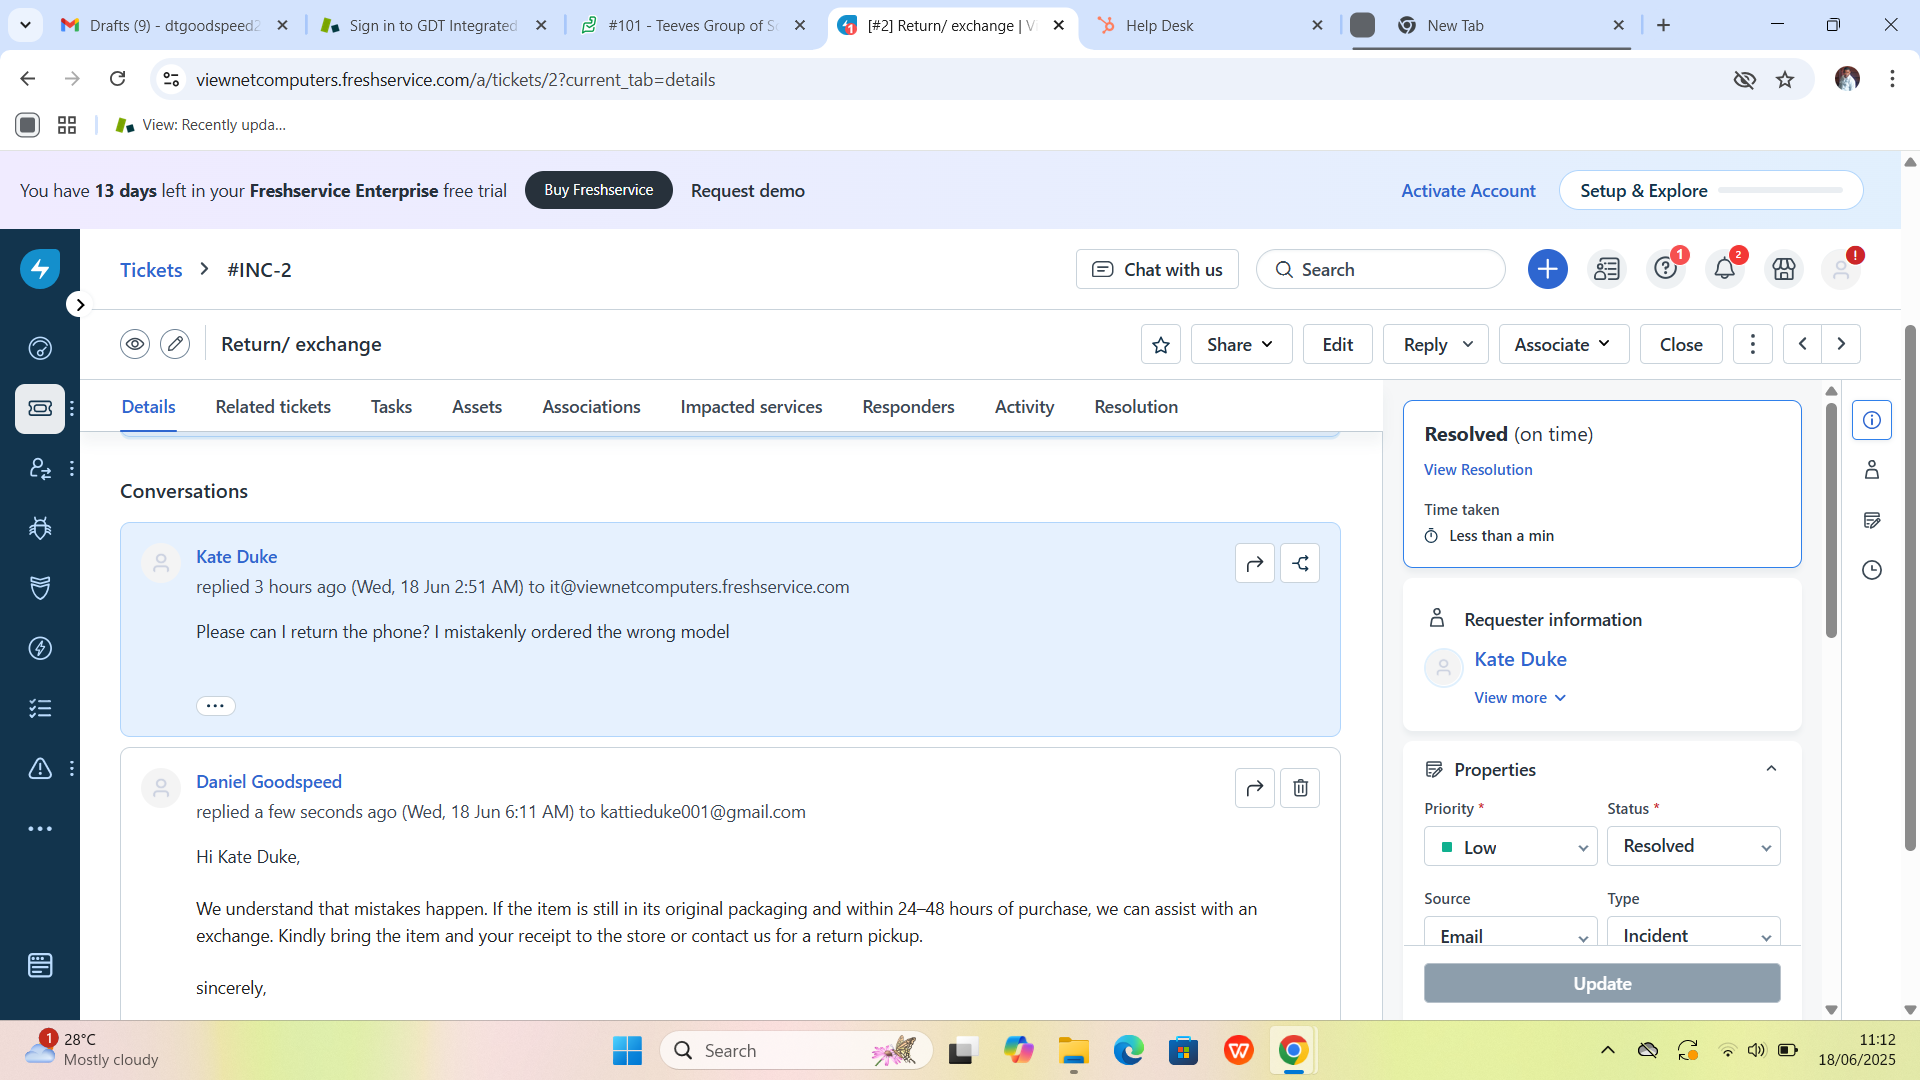 Drafts (9) - dtgoodspeed2
Sign in to GDT Integrated
#101 - Teeves Group of Sc
[#2] Return/ exchange | Vi
Help Desk
New Tab
viewnetcomputers.freshservice.com/a/tickets/2?current_tab=details
View: Recently upda...
You have 13 days left in your Freshservice Enterprise free trial
Buy Freshservice
Request demo
Activate Account
Setup & Explore
Tickets > #INC-2
Chat with us
Search
1
2
!
Return/ exchange
Share
Edit
Reply
Associate
Close
Details
Related tickets
Tasks
Assets
Associations
Impacted services
Responders
Activity
Resolution
Conversations
Kate Duke
replied 3 hours ago (Wed, 18 Jun 2:51 AM) to it@viewnetcomputers.freshservice.com
Please can I return the phone? I mistakenly ordered the wrong model
Daniel Goodspeed
replied a few seconds ago (Wed, 18 Jun 6:11 AM) to kattieduke001@gmail.com
Hi Kate Duke,
We understand that mistakes happen. If the item is still in its original packaging and within 24–48 hours of purchase, we can assist with an
exchange. Kindly bring the item and your receipt to the store or contact us for a return pickup.
sincerely,
Resolved (on time)
View Resolution
Time taken
Less than a min
Requester information
Kate Duke
View more
Properties
Priority *
Status *
Low
Resolved
Source
Type
Email
Incident
Update
1
28°C
Mostly cloudy
Search
11:12
18/06/2025